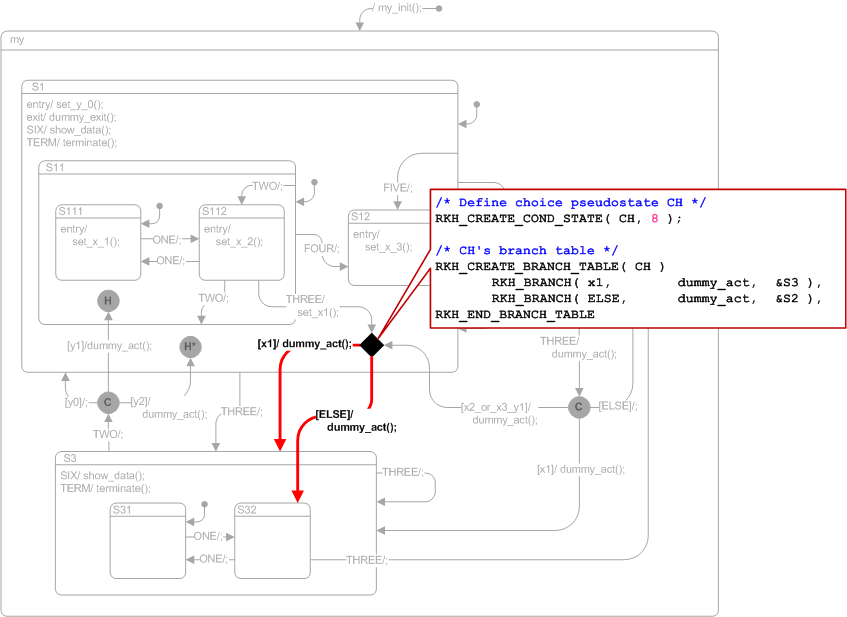 / my_init();
my
S1
entry/ set_y_0();
exit/ dummy_exit();
SIX/ show_data();
TERM/ terminate();
S11
TWO/;
FIVE/;
S111
entry/
set_x_1();
ONE/;
ONE/;
S112
entry/
set_x_2();
FOUR/;
S12
entry/
set_x_3();
/* Define choice pseudostate CH */
RKH_CREATE_COND_STATE( CH, 8 );
/* CH's branch table */
RKH_CREATE_BRANCH_TABLE( CH )
RKH_BRANCH( x1, dummy_act, &S3 ),
RKH_BRANCH( ELSE, dummy_act, &S2 ),
RKH_END_BRANCH_TABLE
H
TWO/;
THREE/
set_x1();
[y1]/dummy_act();
H*
[x1]/ dummy_act();
THREE/
dummy_act();
[y0]/;
C
[y2]/
dummy_act();
THREE/;
[ELSE]/
dummy_act();
[x2_or_x3_y1]/
dummy_act();
C
[ELSE]/;
TWO/;
S3
SIX/ show_data();
TERM/ terminate();
THREE/;
[x1]/ dummy_act();
S31
S32
ONE/;
ONE/;
THREE/;